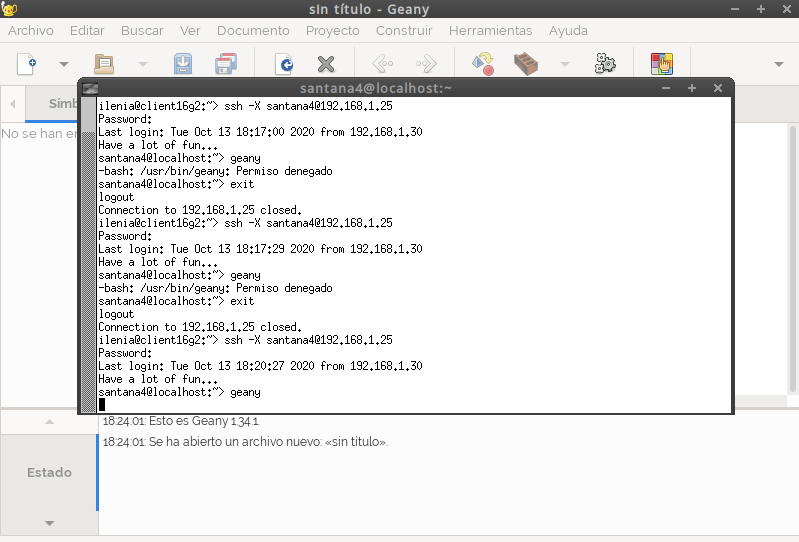 sin título - Geany
Archivo Editar Buscar Ver Documento Proyecto Construir Herramientas Ayuda
santana4@localhost:~
Símb
No se han en
ilenia@client16g2:~> ssh -X santana4@192.168.1.25
Password:
Last login: Tue Oct 13 18:17:00 2020 from 192.168.1.30
Have a lot of fun...
santana4@localhost:~> geany
-bash: /usr/bin/geany: Permiso denegado
santana4@localhost:~> exit
logout
Connection to 192.168.1.25 closed.
ilenia@client16g2:~> ssh -X santana4@192.168.1.25
Password:
Last login: Tue Oct 13 18:17:29 2020 from 192.168.1.30
Have a lot of fun...
santana4@localhost:~> geany
-bash: /usr/bin/geany: Permiso denegado
santana4@localhost:~> exit
logout
Connection to 192.168.1.25 closed.
ilenia@client16g2:~> ssh -X santana4@192.168.1.25
Password:
Last login: Tue Oct 13 18:20:27 2020 from 192.168.1.30
Have a lot of fun...
santana4@localhost:~> geany
18:24:01: Esto es Geany 1.34.1.
18:24:01: Se ha abierto un archivo nuevo: «sin título».
Estado